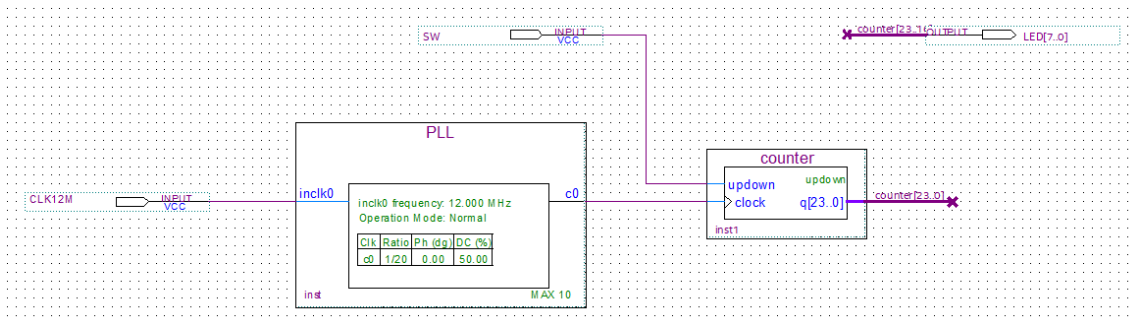 SW
INPUT
VCC
counter[23..16]
OUTPUT
LED[7..0]
PLL
counter
CLK12M
INPUT
VCC
inclk0
c0
inclk0 frequency: 12.000 MHz
Operation Mode: Normal
Clk Ratio Ph (dg) DC (%)
c0 1/20 0.00 50.00
inst
MAX 10
updown
updown
clock
q[23..0]
counter[23..0]
inst1